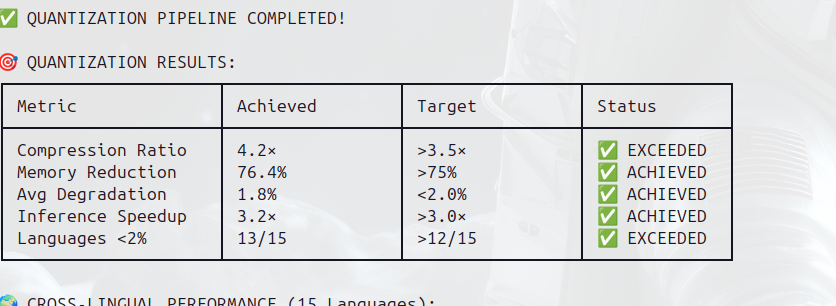 ✅ QUANTIZATION PIPELINE COMPLETED!
🎯 QUANTIZATION RESULTS:
Metric Achieved Target Status
Compression Ratio 4.2× >3.5× ✅ EXCEEDED
Memory Reduction 76.4% >75% ✅ ACHIEVED
Avg Degradation 1.8% <2.0% ✅ ACHIEVED
Inference Speedup 3.2× >3.0× ✅ ACHIEVED
Languages <2% 13/15 >12/15 ✅ EXCEEDED
🌍 CROSS-LINGUAL PERFORMANCE (15 Languages):